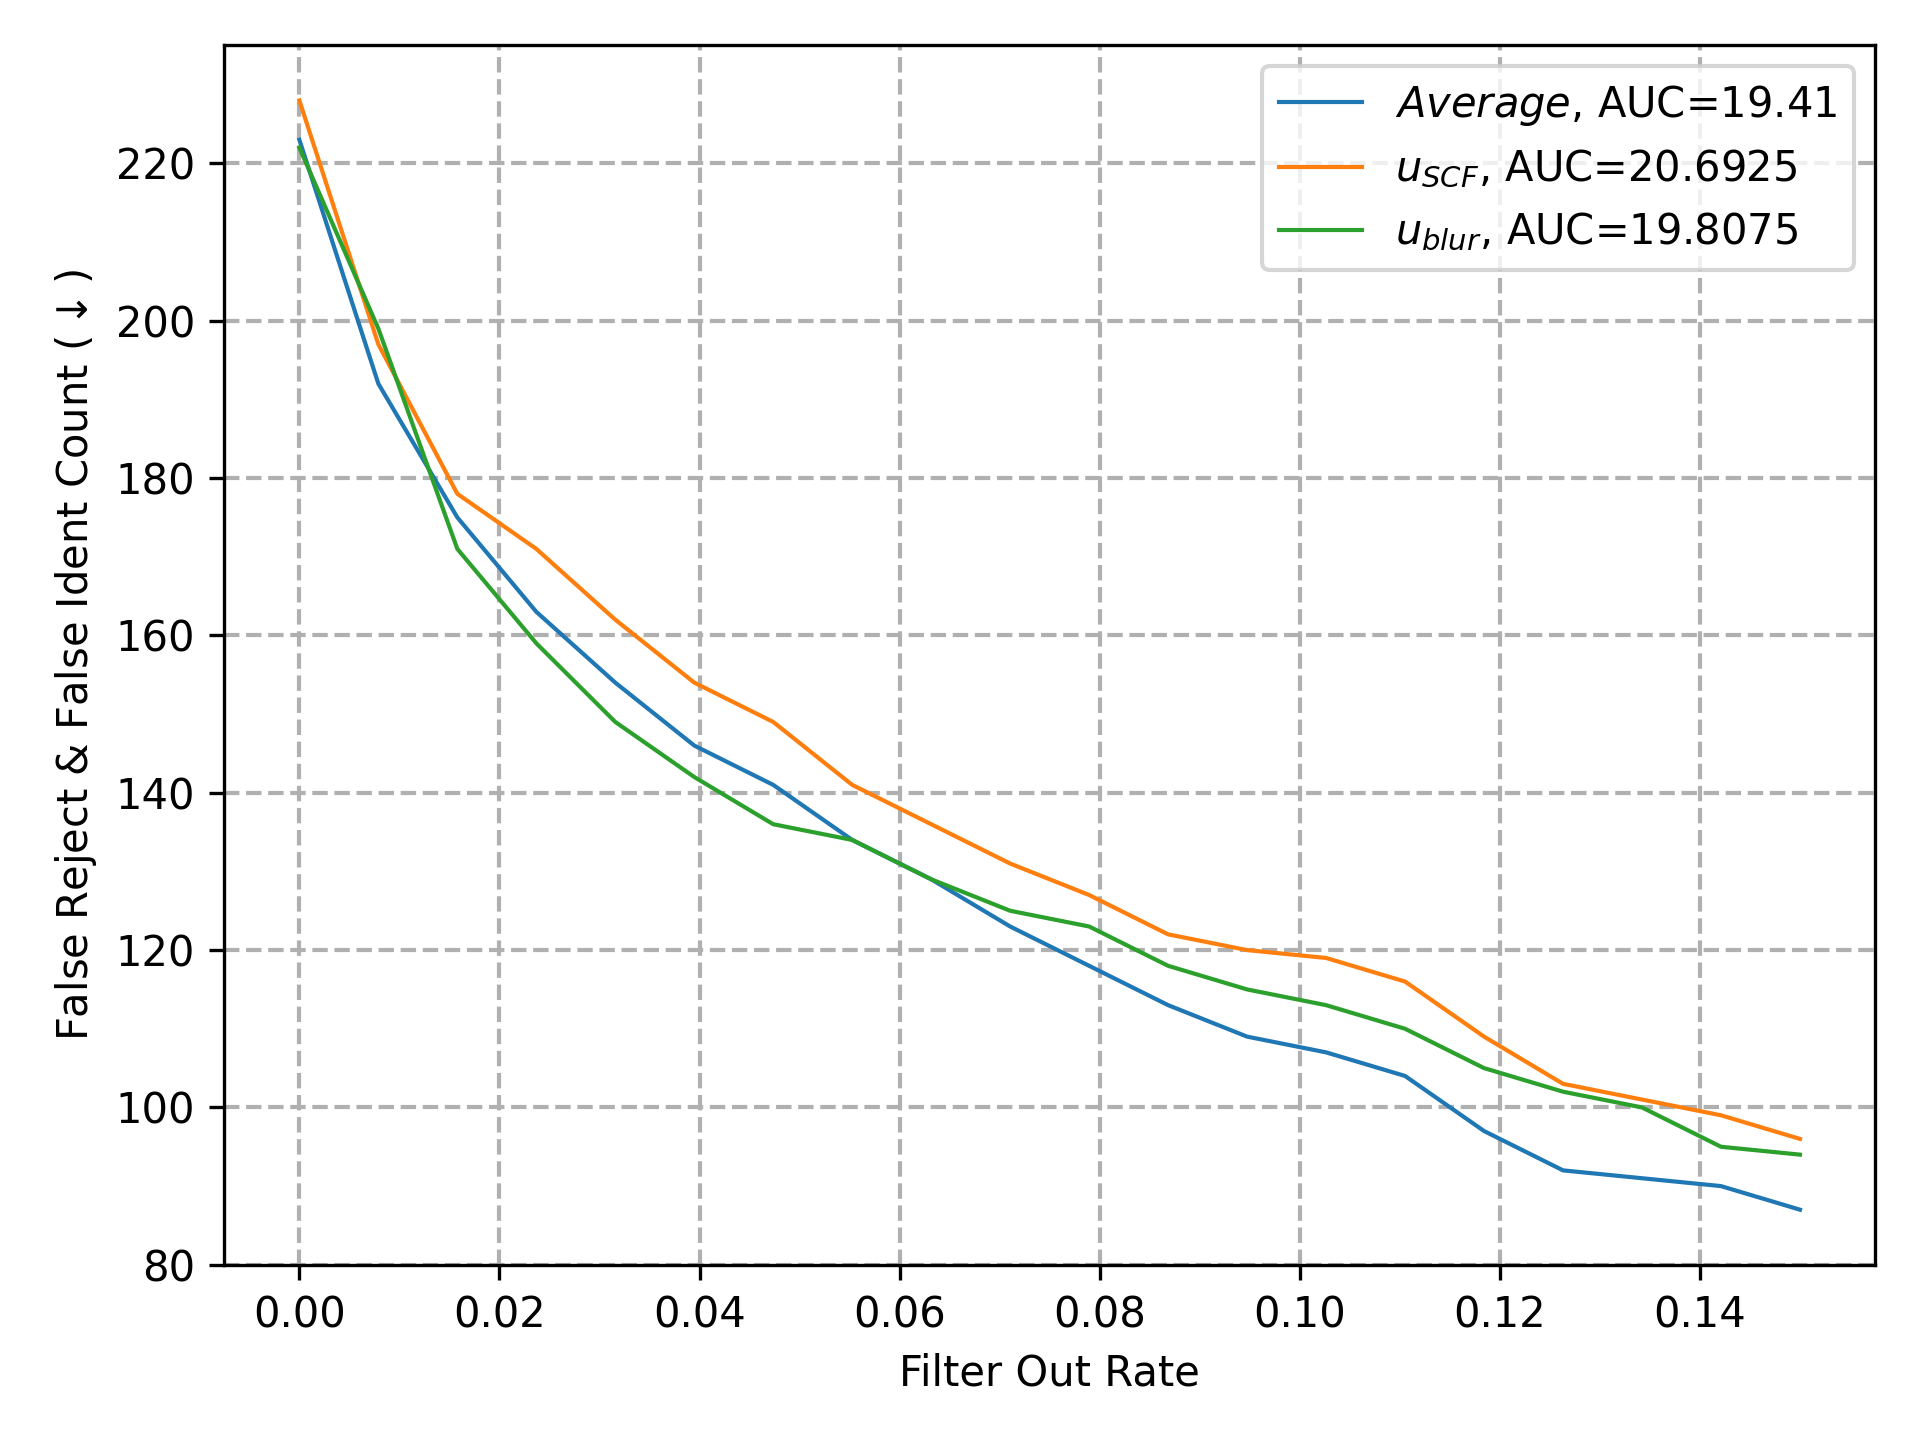 Average, AUC=19.41
u_SCF, AUC=20.6925
u_blur, AUC=19.8075
False Reject & False Ident Count (↓)
220
200
180
160
140
120
100
80
0.00 0.02 0.04 0.06 0.08 0.10 0.12 0.14
Filter Out Rate